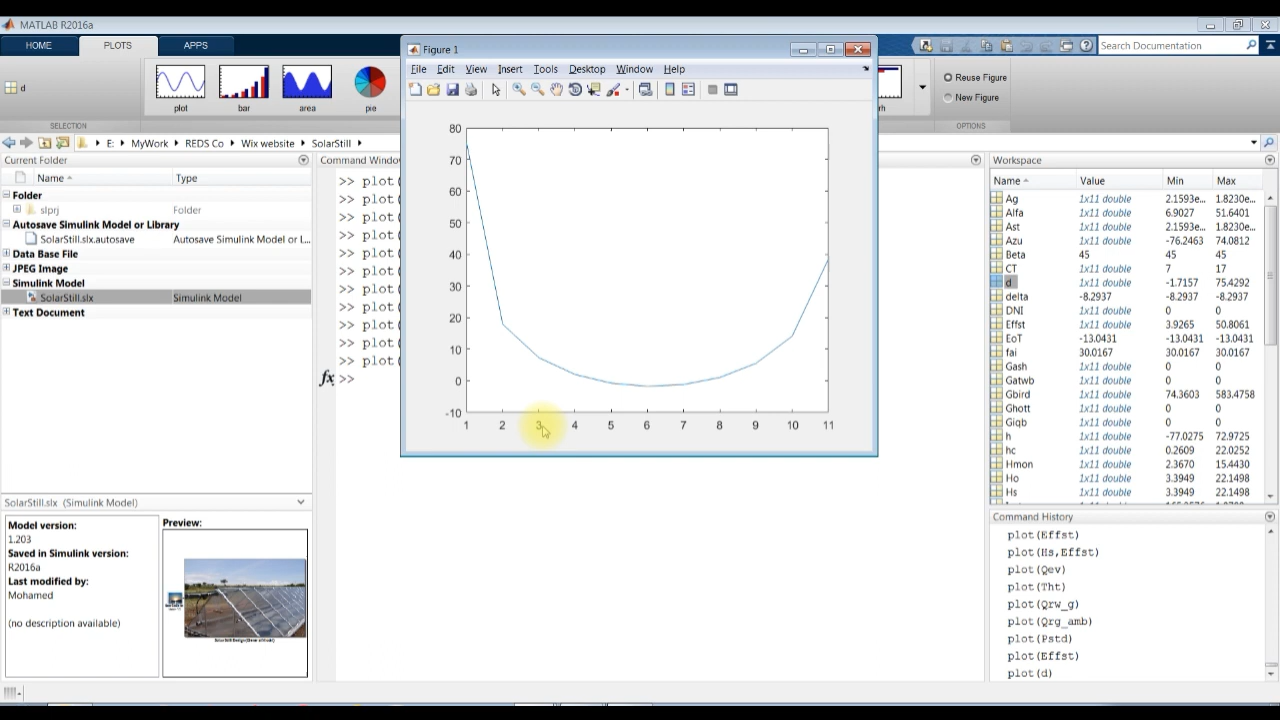 MATLAB R2016a
HOME PLOTS APPS
Search Documentation
Figure 1
File Edit View Insert Tools Desktop Window Help
d
plot bar area pie
Reuse Figure
New Figure
SELECTION OPTIONS
E: MyWork REDS Co Wix website SolarStill
Current Folder
Name Type
Folder
slprj Folder
Autosave Simulink Model or Library
SolarStill.slx.autosave Autosave Simulink Model or L...
Data Base File
JPEG Image
Simulink Model
SolarStill.slx Simulink Model
Text Document
SolarStill.slx (Simulink Model)
Model version:
1.203
Saved in Simulink version:
R2016a
Last modified by:
Mohamed
(no description available)
Preview:
Command Window
>> plot(
>> plot(
>> plot(
>> plot(
>> plot(
>> plot(
>> plot(
>> plot(
>> plot(
>> plot(
>> plot(
fx >>
80
70
60
50
40
30
20
10
0
-10
1 2 3 4 5 6 7 8 9 10 11
Workspace
Name Value Min Max
Ag 1x11 double 2.1593e... 1.8230e...
Alfa 1x11 double 6.9027 51.6401
Ast 1x11 double 2.1593e... 1.8230e...
Azu 1x11 double -76.2463 74.0812
Beta 45 45 45
CT 1x11 double 7 17
d 1x11 double -1.7157 75.4292
delta -8.2937 -8.2937 -8.2937
DNI 1x11 double 0 0
Effst 1x11 double 3.9265 50.8061
EoT -13.0431 -13.0431 -13.0431
fai 30.0167 30.0167 30.0167
Gash 1x11 double 0 0
Gatwb 1x11 double 0 0
Gbird 1x11 double 74.3603 583.4758
Ghott 1x11 double 0 0
Giqb 1x11 double 0 0
h 1x11 double -77.0275 72.9725
hc 1x11 double 0.2609 22.0252
Hmon 1x11 double 2.3670 15.4430
Ho 1x11 double 3.3949 22.1498
Hs 1x11 double 3.3949 22.1498
Command History
plot(Effst)
plot(Hs,Effst)
plot(Qev)
plot(Tht)
plot(Qrw_g)
plot(Qrg_amb)
plot(Pstd)
plot(Effst)
plot(d)